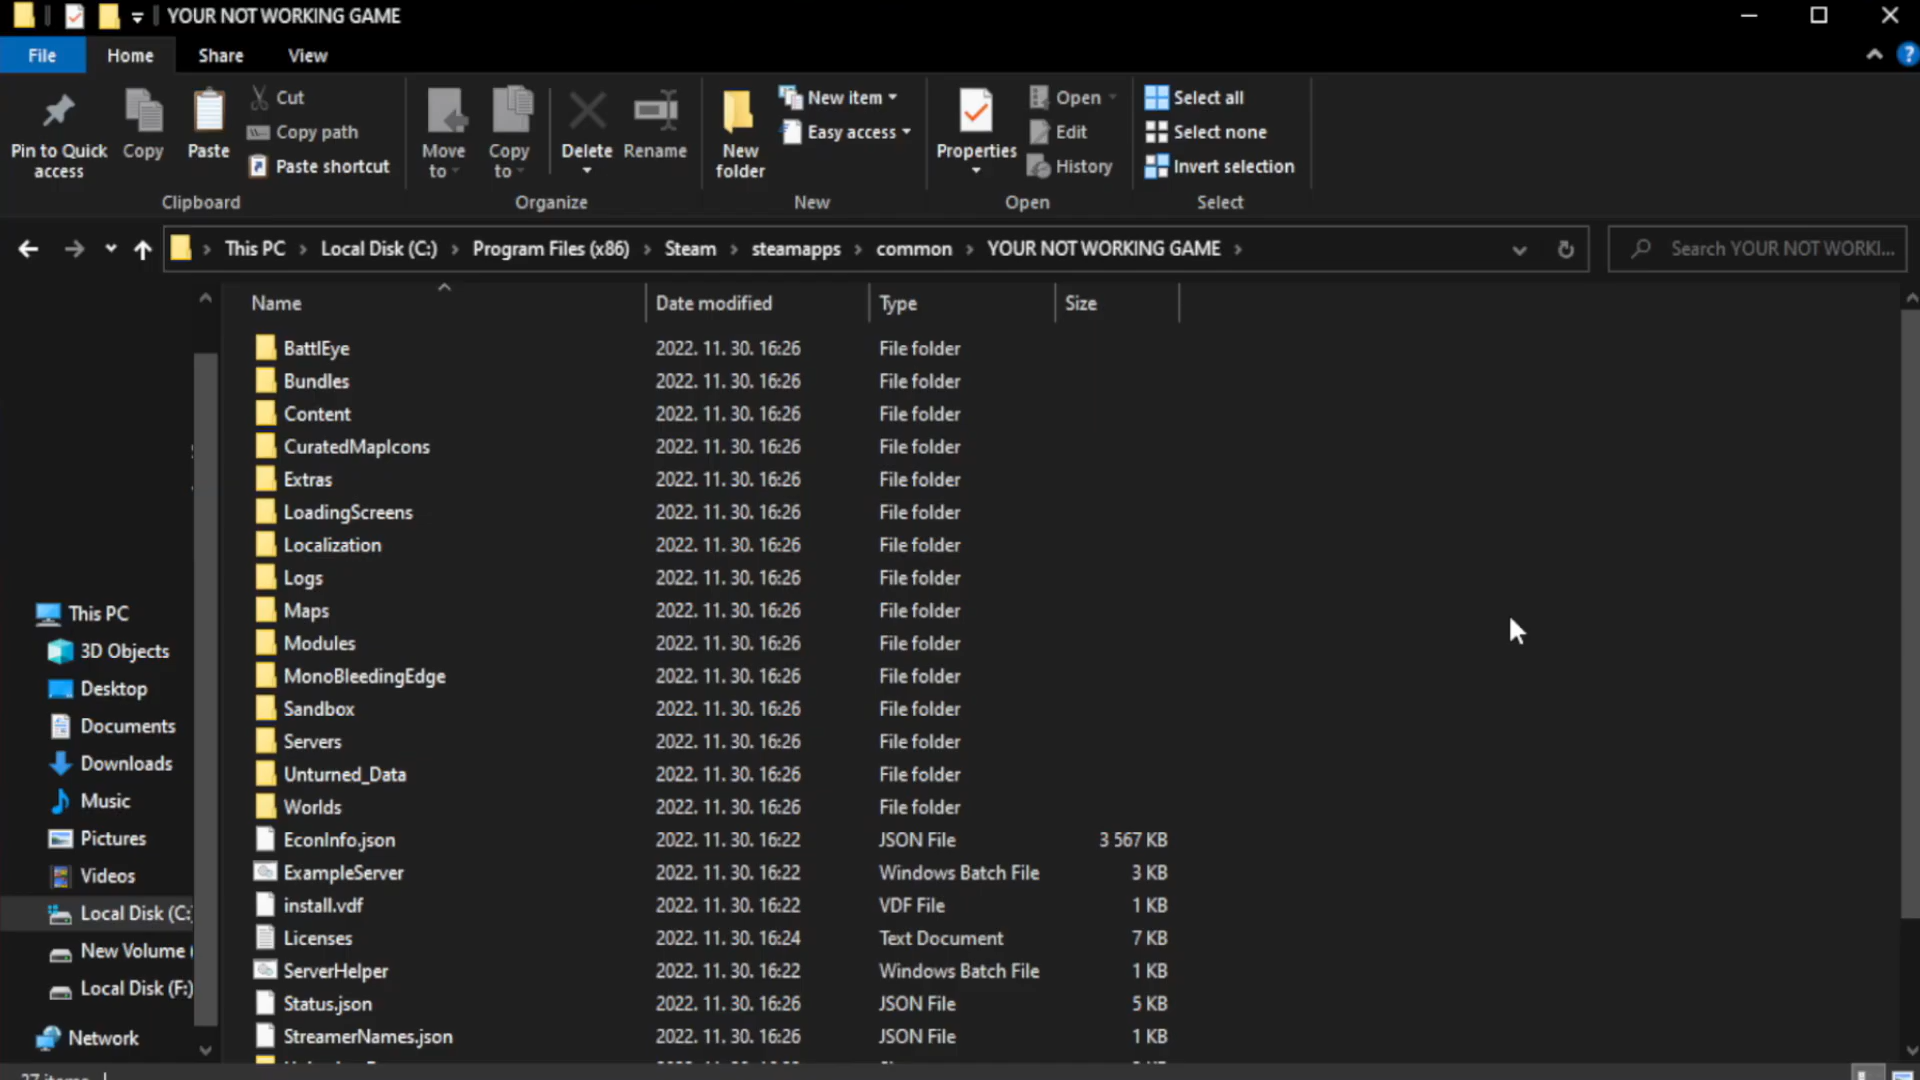 YOUR NOT WORKING GAME
File Home Share View
Pin to Quick access
Copy
Paste
Cut
Copy path
Paste shortcut
Clipboard
Move to
Copy to
Delete
Rename
Organize
New folder
New item
Easy access
New
Properties
Open
Edit
History
Open
Select all
Select none
Invert selection
Select
This PC Local Disk (C:) Program Files (x86) Steam steamapps common YOUR NOT WORKING GAME
Search YOUR NOT WORKI...
Name Date modified Type Size
BattlEye 2022. 11. 30. 16:26 File folder
Bundles 2022. 11. 30. 16:26 File folder
Content 2022. 11. 30. 16:26 File folder
CuratedMapIcons 2022. 11. 30. 16:26 File folder
Extras 2022. 11. 30. 16:26 File folder
LoadingScreens 2022. 11. 30. 16:26 File folder
Localization 2022. 11. 30. 16:26 File folder
Logs 2022. 11. 30. 16:26 File folder
Maps 2022. 11. 30. 16:26 File folder
Modules 2022. 11. 30. 16:26 File folder
MonoBleedingEdge 2022. 11. 30. 16:26 File folder
Sandbox 2022. 11. 30. 16:26 File folder
Servers 2022. 11. 30. 16:26 File folder
Unturned_Data 2022. 11. 30. 16:26 File folder
Worlds 2022. 11. 30. 16:26 File folder
EconInfo.json 2022. 11. 30. 16:22 JSON File 3 567 KB
ExampleServer 2022. 11. 30. 16:22 Windows Batch File 3 KB
install.vdf 2022. 11. 30. 16:22 VDF File 1 KB
Licenses 2022. 11. 30. 16:24 Text Document 7 KB
ServerHelper 2022. 11. 30. 16:22 Windows Batch File 1 KB
Status.json 2022. 11. 30. 16:26 JSON File 5 KB
StreamerNames.json 2022. 11. 30. 16:26 JSON File 1 KB
This PC
3D Objects
Desktop
Documents
Downloads
Music
Pictures
Videos
Local Disk (C:
New Volume (
Local Disk (F:)
Network